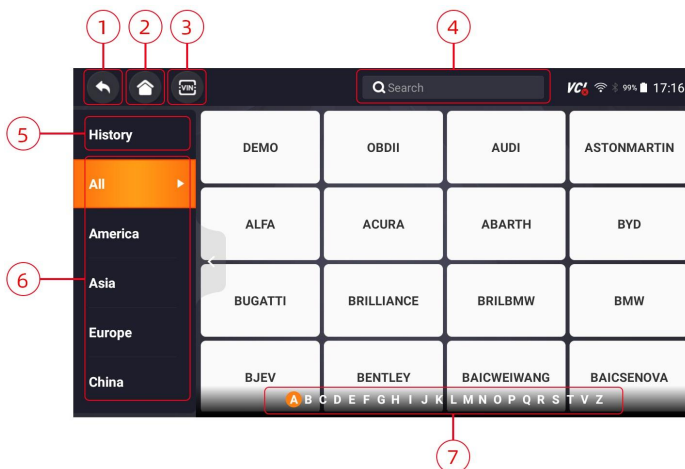 1 2 3 4
VIN Search VCI 99% 17:16
5
History
All
America
6
Asia
Europe
China
DEMO OBDII AUDI ASTONMARTIN
ALFA ACURA ABARTH BYD
BUGATTI BRILLIANCE BRILBMW BMW
BJEV BENTLEY BAICWEIWANG BAICSENOVA
A B C D E F G H I J K L M N O P Q R S T V Z
7